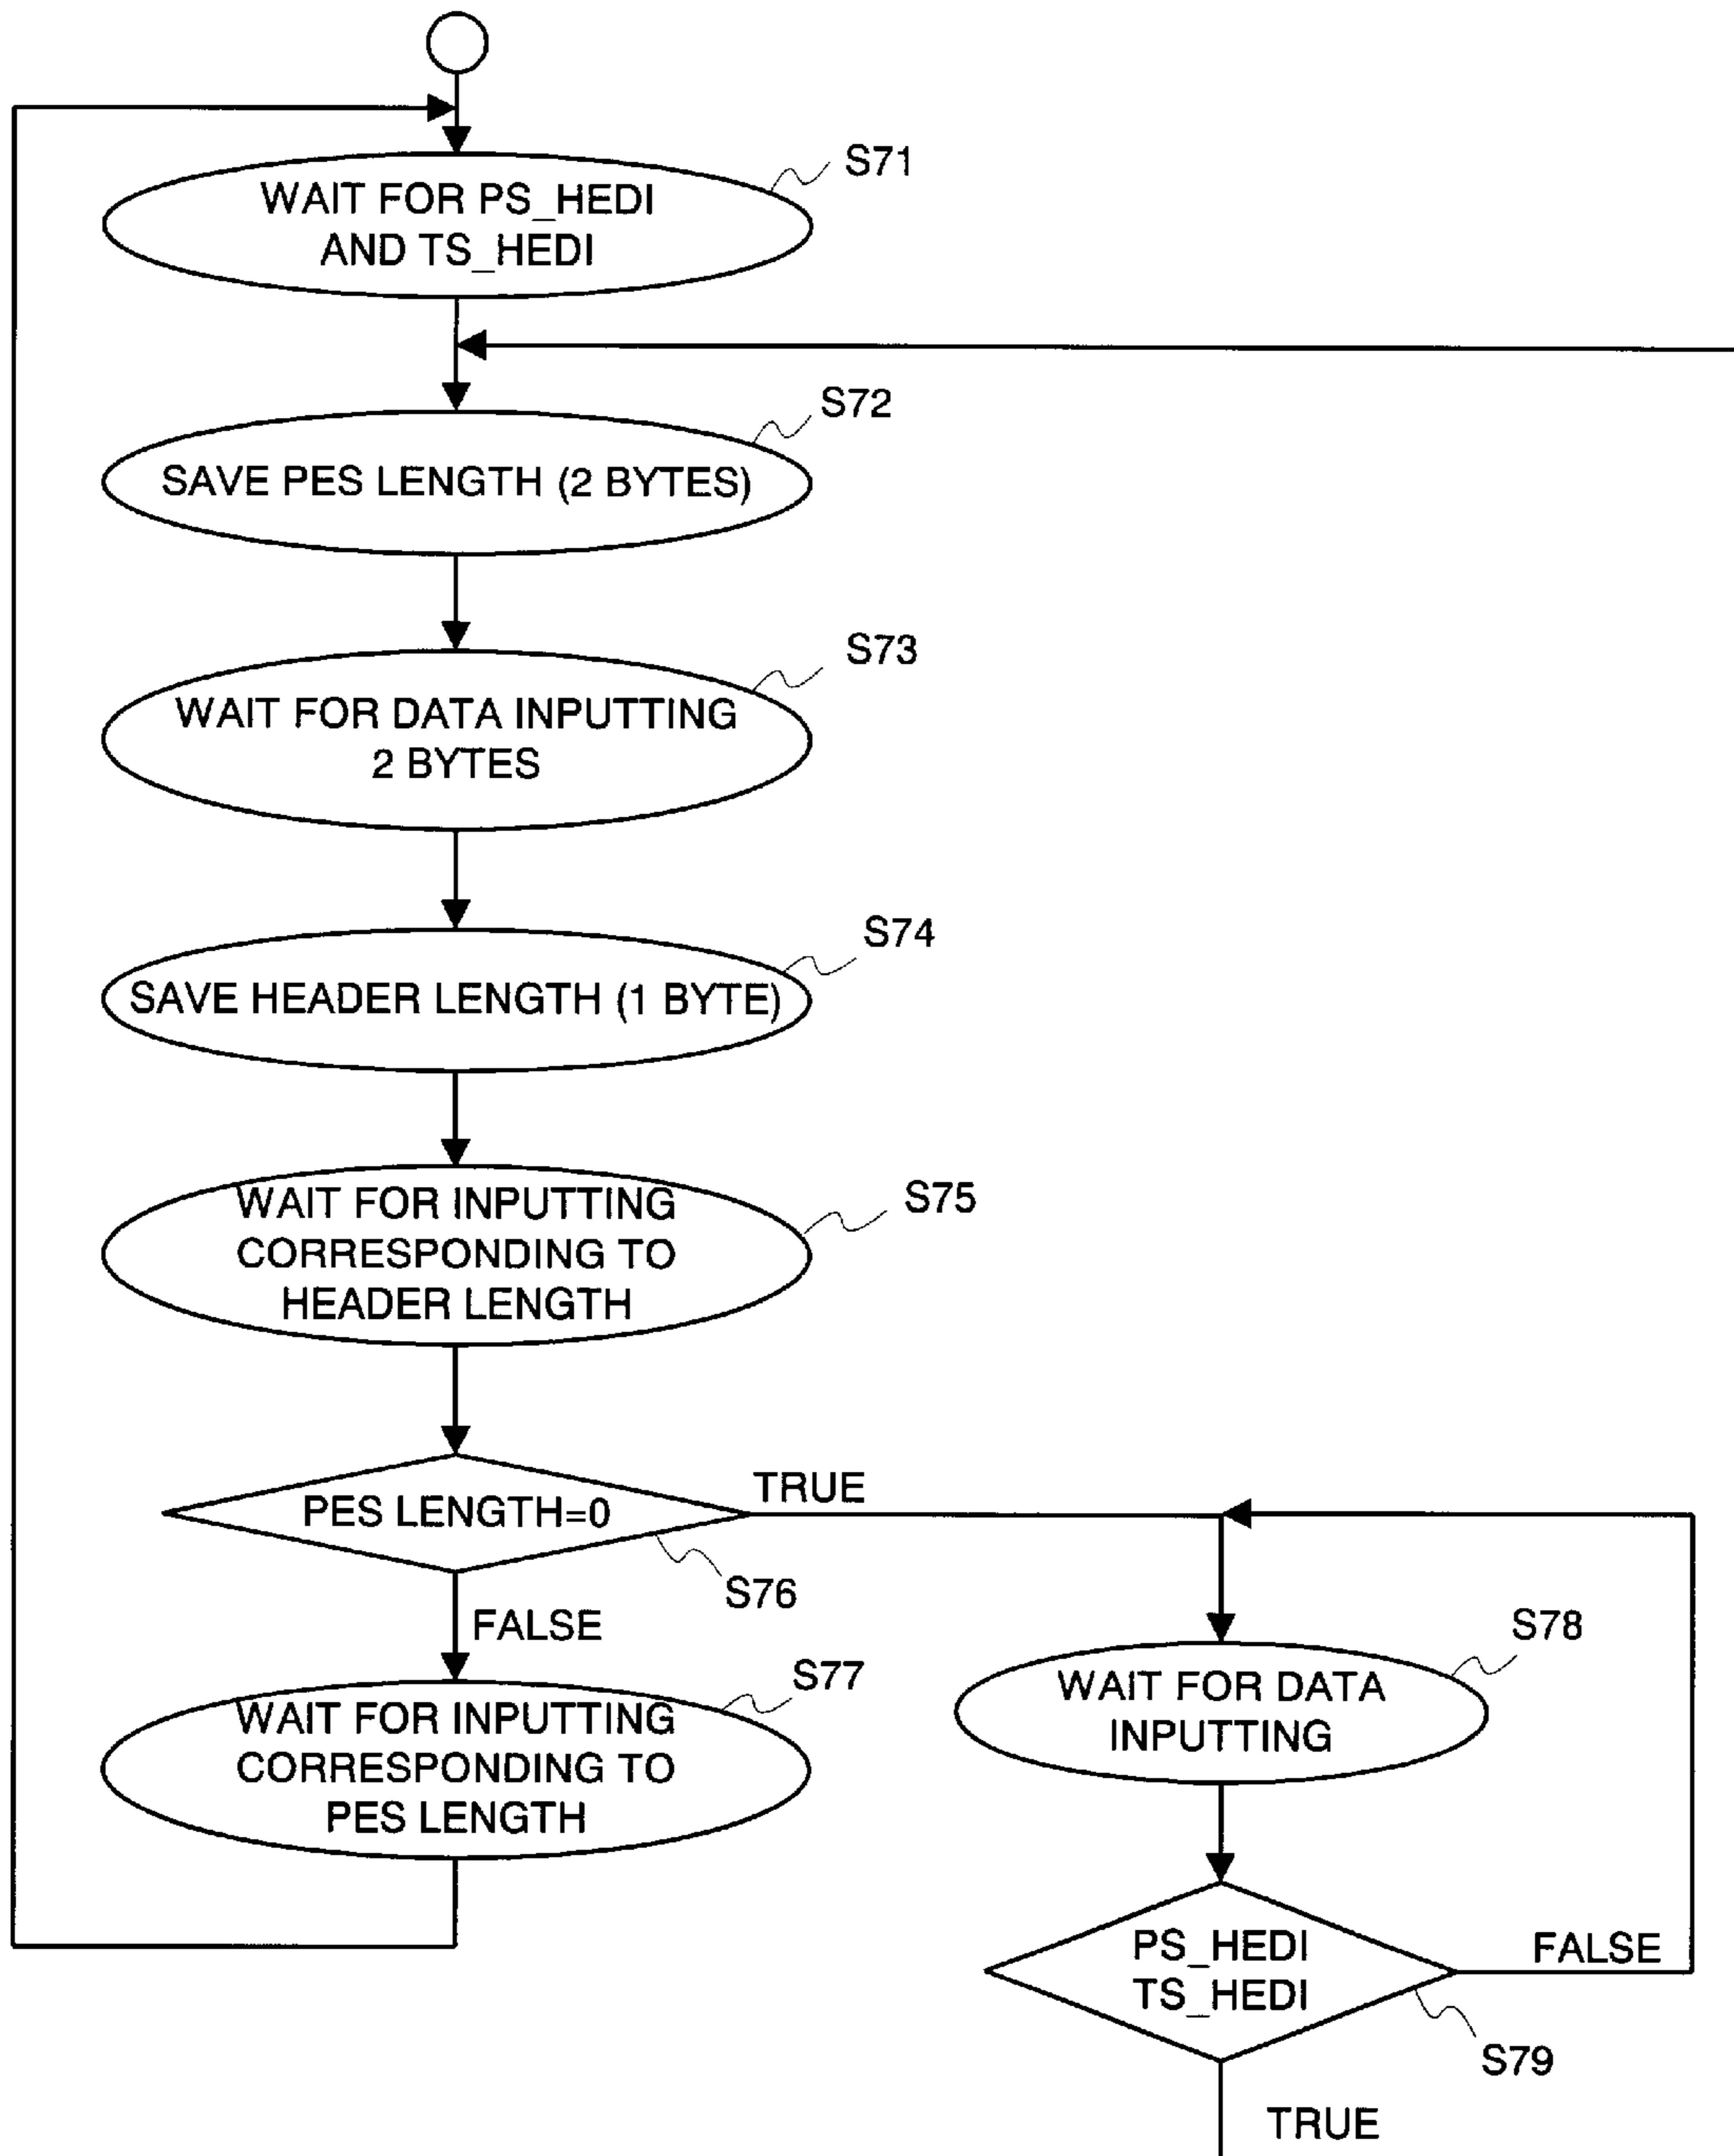 S71
WAIT FOR PS_HEDI
AND TS_HEDI
S72
SAVE PES LENGTH (2 BYTES)
S73
WAIT FOR DATA INPUTTING
2 BYTES
S74
SAVE HEADER LENGTH (1 BYTE)
S75
WAIT FOR INPUTTING
CORRESPONDING TO
HEADER LENGTH
TRUE
PES LENGTH=0
S76
FALSE
S77
WAIT FOR INPUTTING
CORRESPONDING TO
PES LENGTH
S78
WAIT FOR DATA
INPUTTING
PS_HEDI
TS_HEDI
FALSE
S79
TRUE